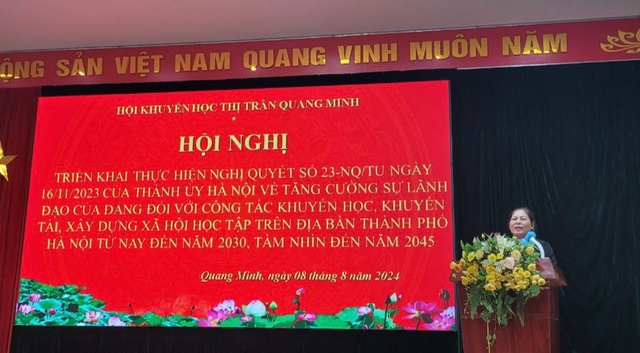 ỘNG SẢN VIỆT NAM QUANG VINH MUÔN NĂM
HỘI KHUYẾN HỌC THỊ TRẤN QUANG MINH
*
HỘI NGHỊ
TRIỂN KHAI THỰC HIỆN NGHỊ QUYẾT SỐ 23-NQ/TU NGÀY
16/11/2023 CỦA THÀNH ỦY HÀ NỘI VỀ TĂNG CƯỜNG SỰ LÃNH
ĐẠO CỦA ĐẢNG ĐỐI VỚI CÔNG TÁC KHUYẾN HỌC, KHUYẾN
TÀI, XÂY DỰNG XÃ HỘI HỌC TẬP TRÊN ĐỊA BÀN THÀNH PHỐ
HÀ NỘI TỪ NAY ĐẾN NĂM 2030, TẦM NHÌN ĐẾN NĂM 2045
Quang Minh, ngày 08 tháng 8 năm 2024